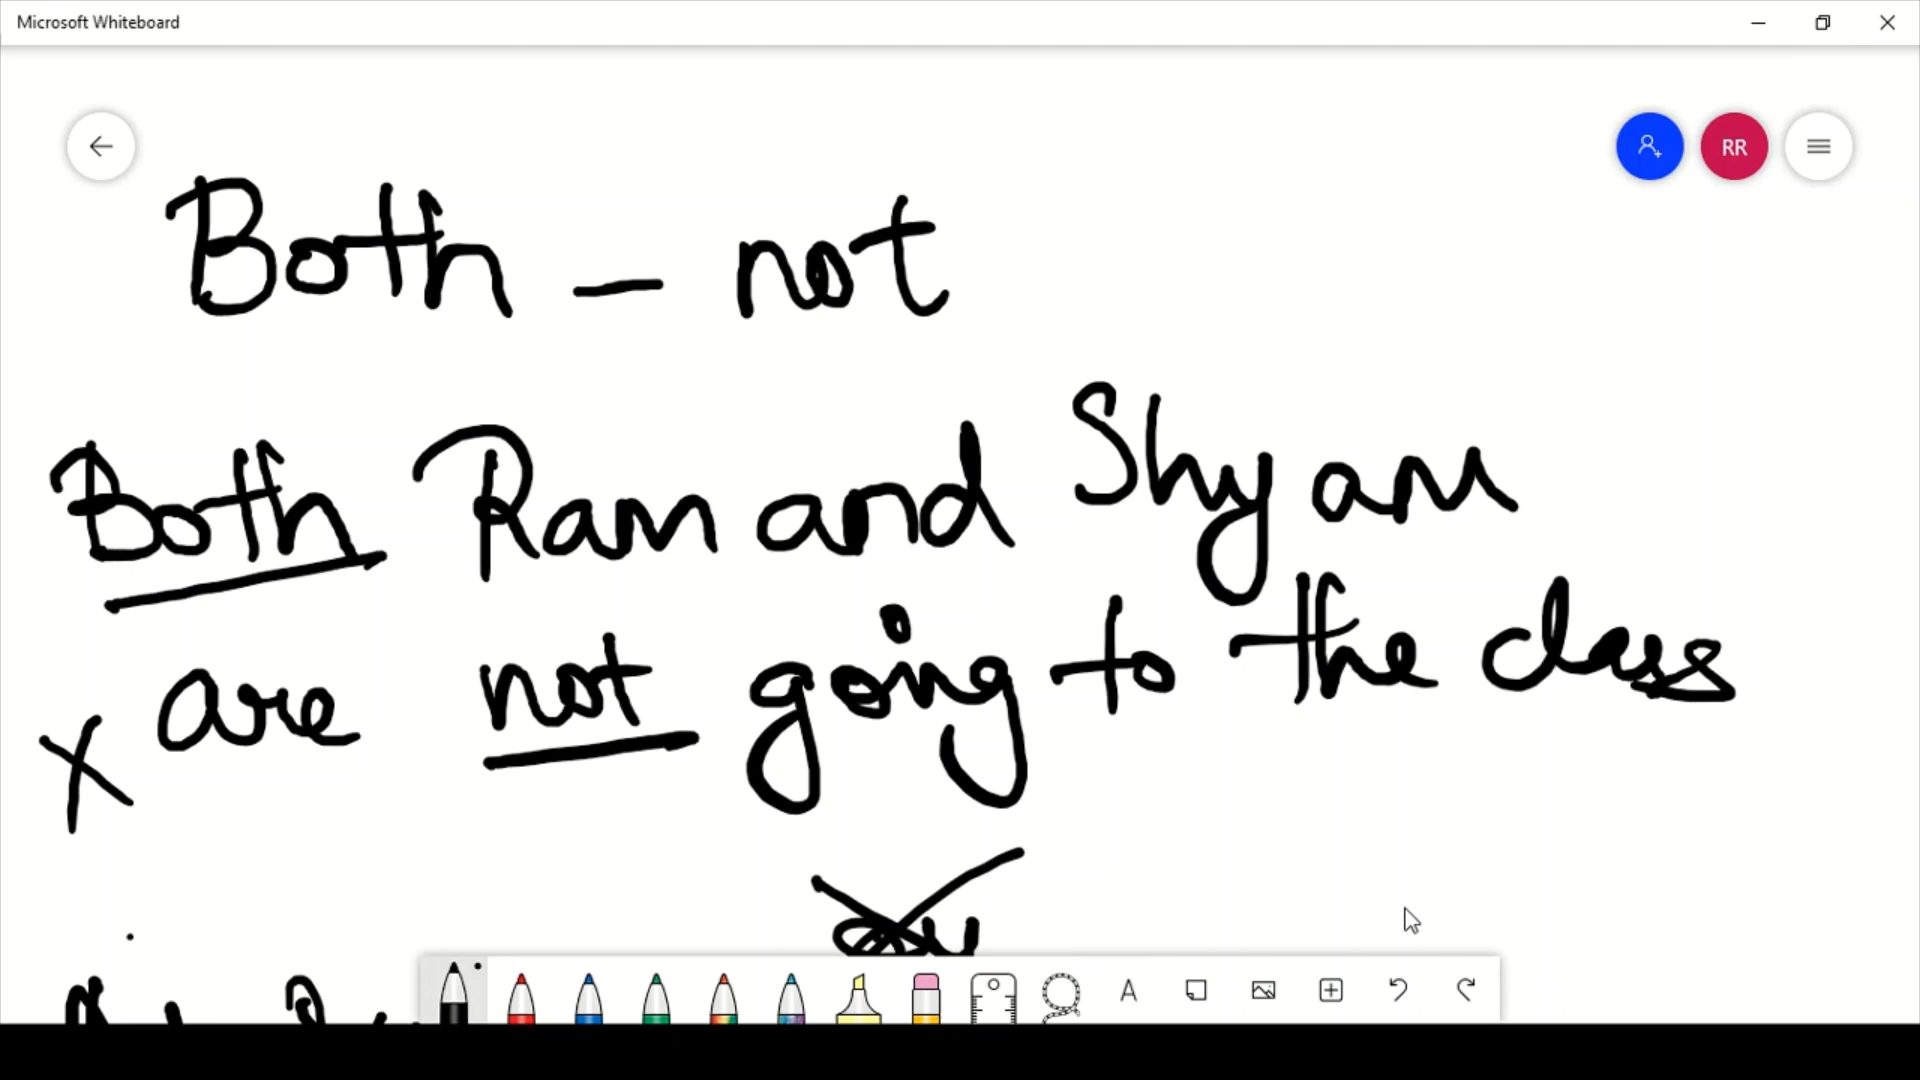 Microsoft Whiteboard
RR
Both - not
Both Ram and Shyam
x are not going to the class
A